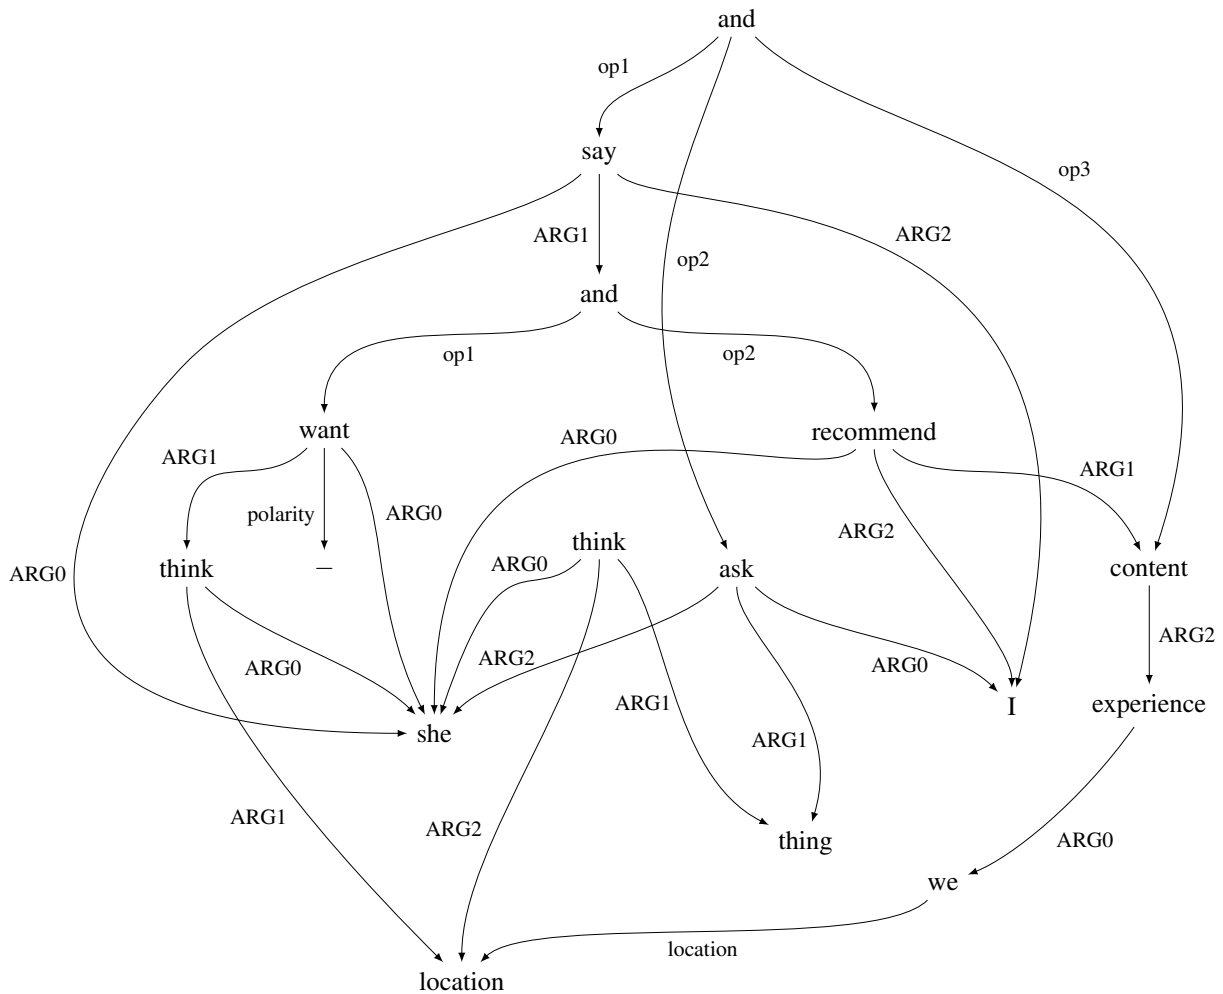 and
op1
say
op3
ARG1
ARG2
op2
and
op1
op2
want
recommend
ARG1
ARG0
ARG1
polarity
ARG0
ARG2
think
ARG0
think
–
ARG0
ask
content
ARG0
ARG2
ARG0
ARG2
ARG1
I
experience
she
ARG1
ARG1
ARG2
thing
ARG0
we
location
location